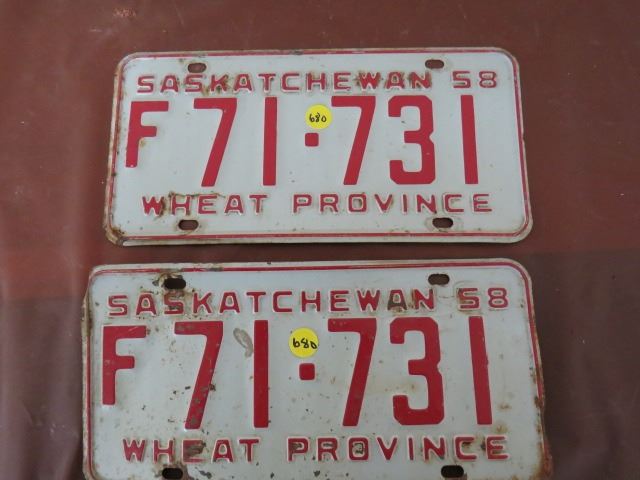 SASKATCHEWAN 58
680
F 71·731
WHEAT PROVINCE
SASKATCHEWAN 58
680
F 71·731
WHEAT PROVINCE